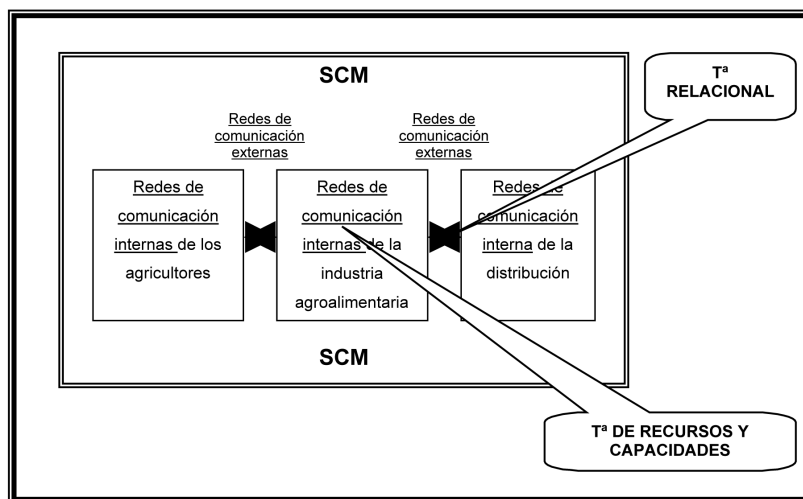 SCM
Tª
RELACIONAL
Redes de
comunicación
externas
Redes de
comunicación
externas
Redes de
comunicación
internas de los
agricultores
Redes de
comunicación
internas de la
industria
agroalimentaria
Redes de
comunicación
interna de la
distribución
SCM
Tª DE RECURSOS Y
CAPACIDADES